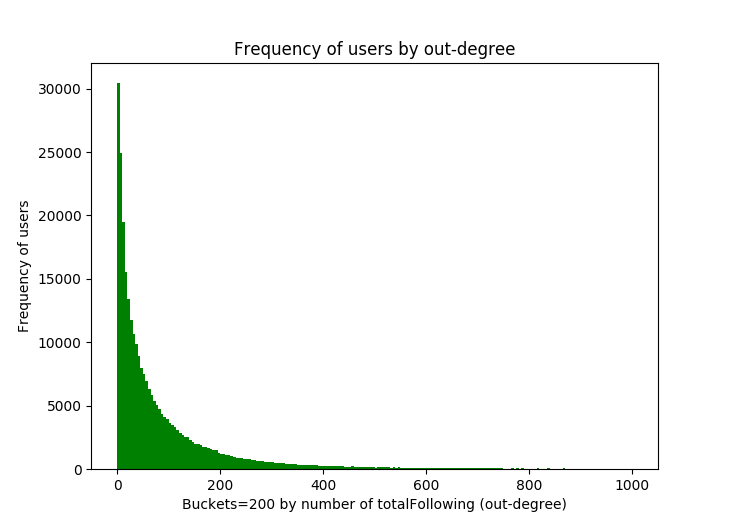 Frequency of users by out-degree
30000
25000
20000
15000
10000
5000
0
Frequency of users
0 200 400 600 800 1000
Buckets=200 by number of totalFollowing (out-degree)